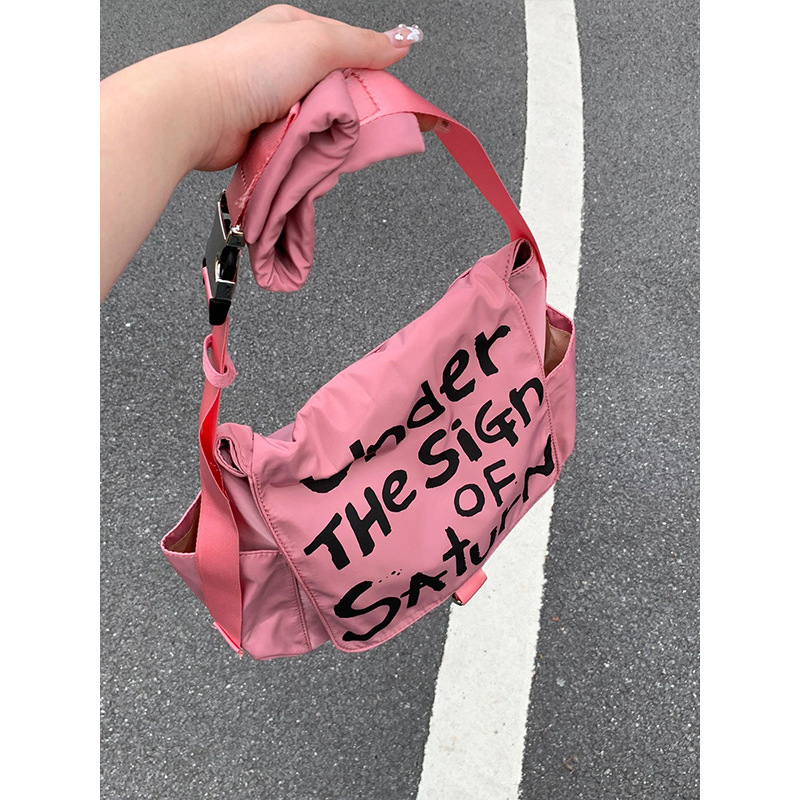 Under
THe SiGn
OF
SAturN